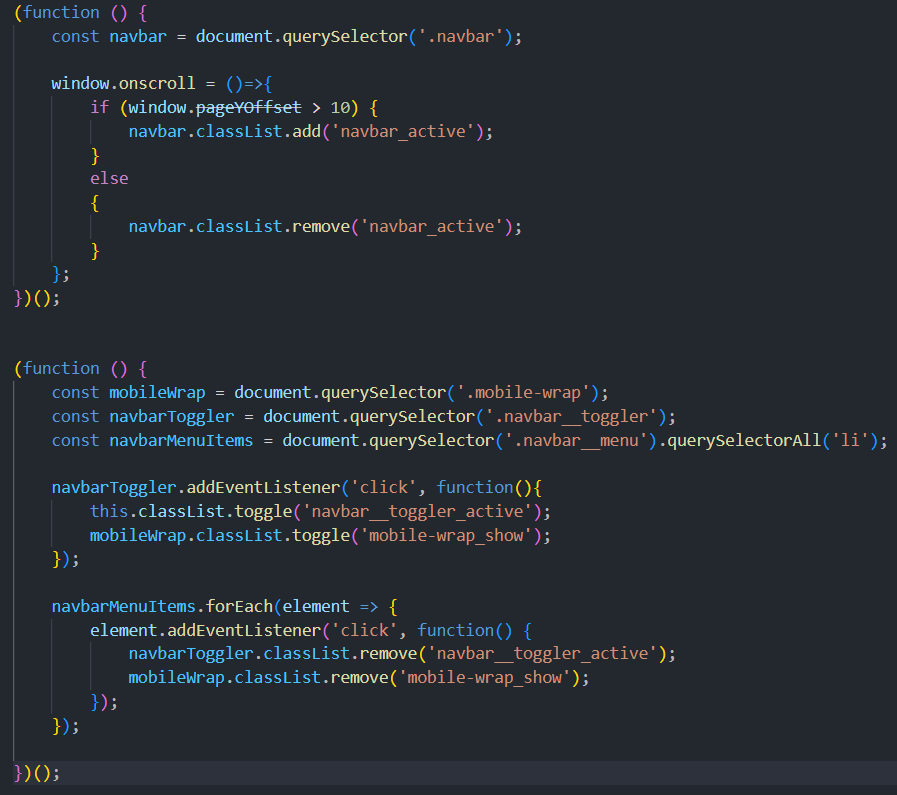 (function () {
    const navbar = document.querySelector('.navbar');

    window.onscroll = ()=>{
        if (window.pageYOffset > 10) {
            navbar.classList.add('navbar_active');
        }
        else
        {
            navbar.classList.remove('navbar_active');
        }
    };
})();


(function () {
    const mobileWrap = document.querySelector('.mobile-wrap');
    const navbarToggler = document.querySelector('.navbar__toggler');
    const navbarMenuItems = document.querySelector('.navbar__menu').querySelectorAll('li');

    navbarToggler.addEventListener('click', function(){
        this.classList.toggle('navbar__toggler_active');
        mobileWrap.classList.toggle('mobile-wrap_show');
    });

    navbarMenuItems.forEach(element => {
        element.addEventListener('click', function() {
            navbarToggler.classList.remove('navbar__toggler_active');
            mobileWrap.classList.remove('mobile-wrap_show');
        });
    });

})();